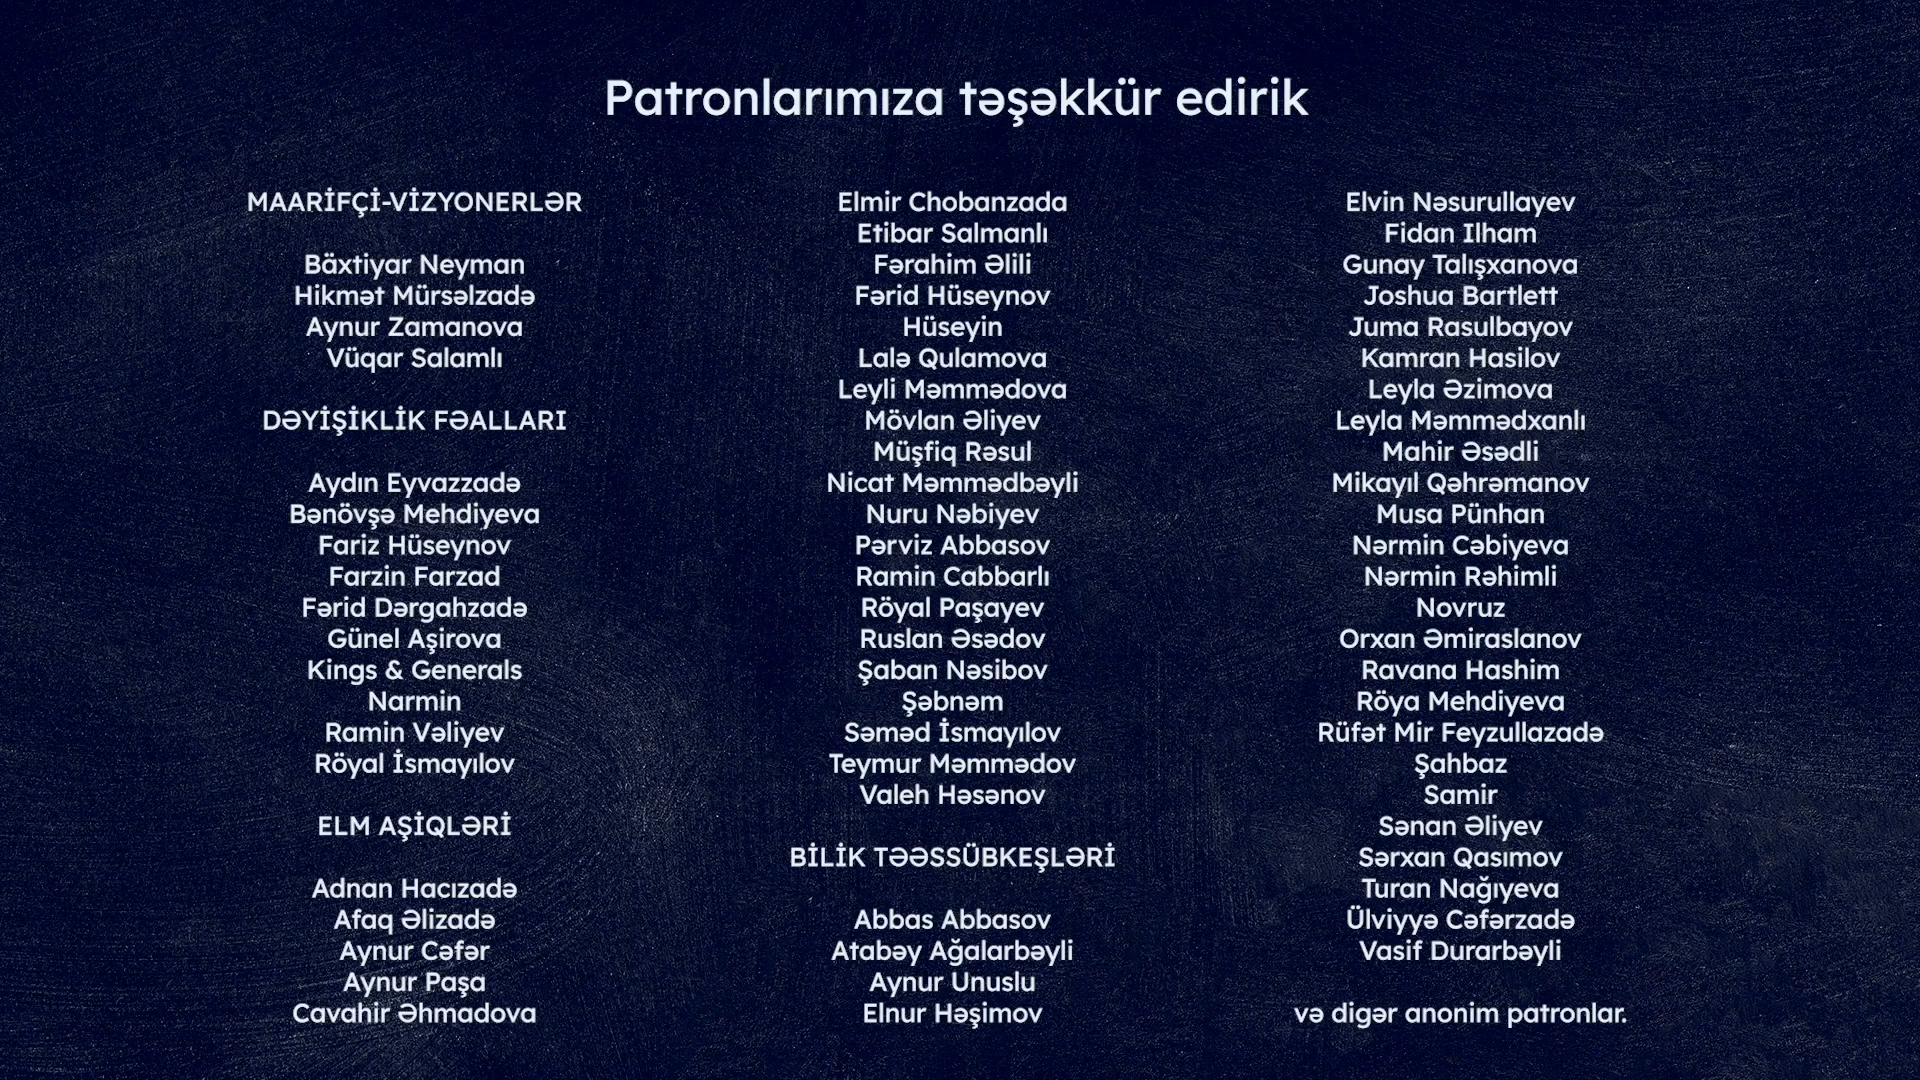 Patronlarımıza təşəkkür edirik
MAARİFÇİ-VİZYONERLƏR
Bäxtiyar Neyman
Hikmət Mürsəlzadə
Aynur Zamanova
Vüqar Salamlı
DƏYİŞİKLİK FƏALLARI
Aydın Eyvazzadə
Bənövşə Mehdiyeva
Fariz Hüseynov
Farzin Farzad
Fərid Dərgahzadə
Günel Aşirova
Kings & Generals
Narmin
Ramin Vəliyev
Röyal İsmayılov
ELM AŞİQLƏRİ
Adnan Hacızadə
Afaq Əlizadə
Aynur Cəfər
Aynur Paşa
Cavahir Əhmadova
Elmir Chobanzada
Etibar Salmanlı
Fərahim Əlili
Fərid Hüseynov
Hüseyin
Lalə Qulamova
Leyli Məmmədova
Mövlan Əliyev
Müşfiq Rəsul
Nicat Məmmədbəyli
Nuru Nəbiyev
Pərviz Abbasov
Ramin Cabbarlı
Röyal Paşayev
Ruslan Əsədov
Şaban Nəsibov
Şəbnəm
Səməd İsmayılov
Teymur Məmmədov
Valeh Həsənov
BİLİK TƏƏSSÜBKEŞLƏRİ
Abbas Abbasov
Atabəy Ağalarbəyli
Aynur Unuslu
Elnur Həşimov
Elvin Nəsurullayev
Fidan Ilham
Gunay Talışxanova
Joshua Bartlett
Juma Rasulbayov
Kamran Hasilov
Leyla Əzimova
Leyla Məmmədxanlı
Mahir Əsədli
Mikayıl Qəhrəmanov
Musa Pünhan
Nərmin Cəbiyeva
Nərmin Rəhimli
Novruz
Orxan Əmiraslanov
Ravana Hashim
Röya Mehdiyeva
Rüfət Mir Feyzullazadə
Şahbaz
Samir
Sənan Əliyev
Sərxan Qasımov
Turan Nağıyeva
Ülviyyə Cəfərzadə
Vasif Durarbəyli
və digər anonim patronlar.